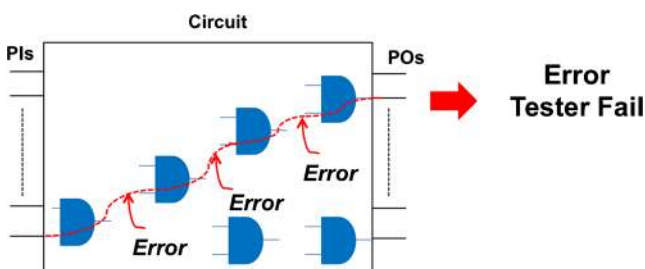 Circuit
PIs
POs
Error
Tester Fail
Error
Error
Error